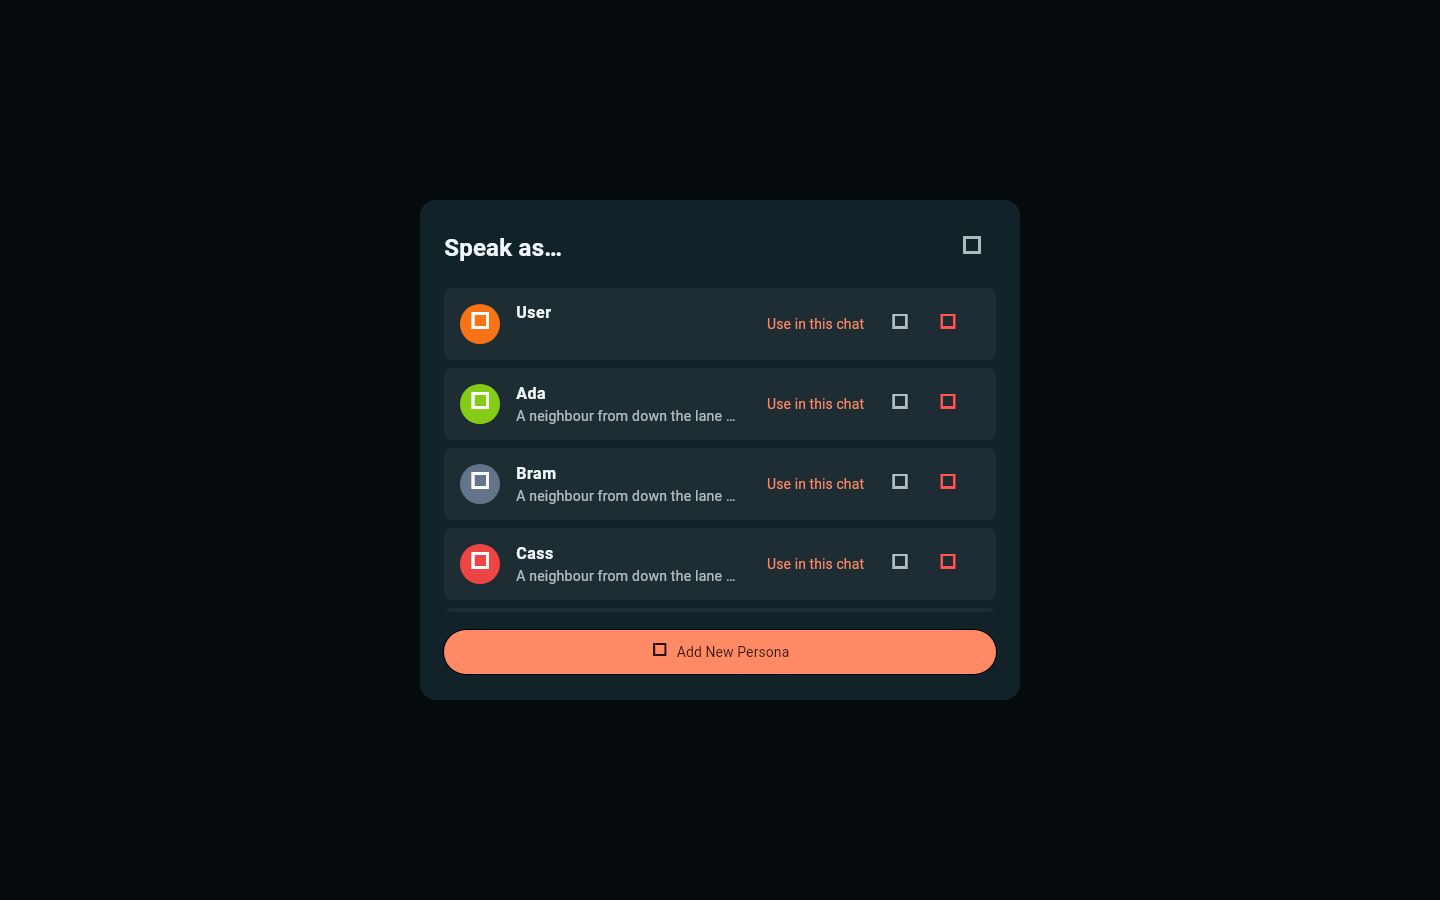 Speak as…
User
Use in this chat
Ada
A neighbour from down the lane …
Use in this chat
Bram
A neighbour from down the lane …
Use in this chat
Cass
A neighbour from down the lane …
Use in this chat
Add New Persona